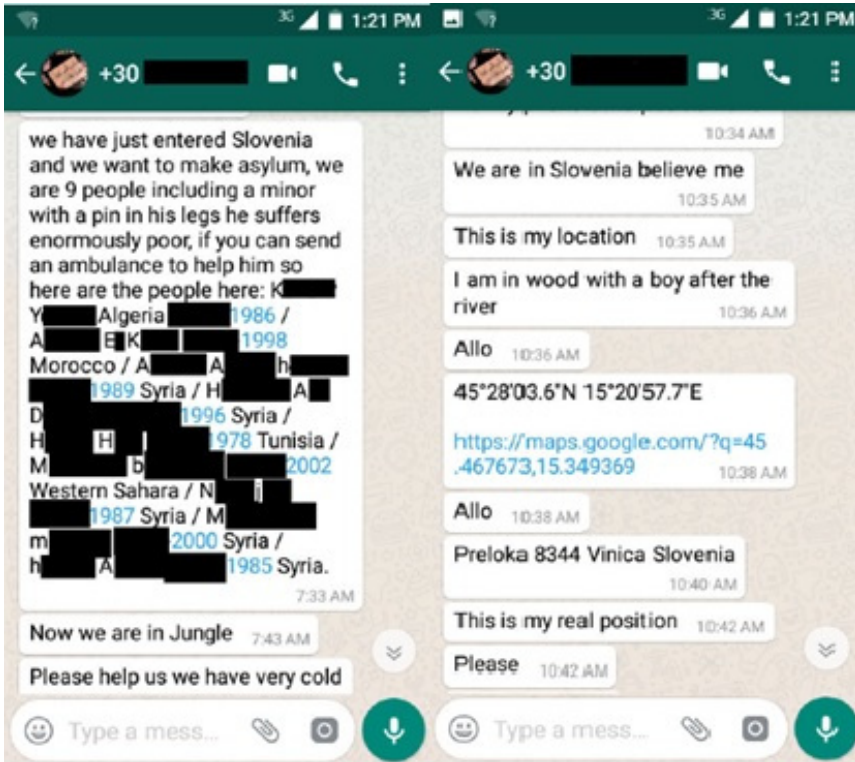 3G 1:21 PM
+30
we have just entered Slovenia
and we want to make asylum, we
are 9 people including a minor
with a pin in his legs he suffers
enormously poor, if you can send
an ambulance to help him so
here are the people here: K
Y Algeria 1986 /
A E K 1998
Morocco / A A h
1989 Syria / H A
D 1996 Syria /
H H 1978 Tunisia /
M b 2002
Western Sahara / N i
1987 Syria / M
m 2000 Syria /
h A 1985 Syria.
7:33 AM
Now we are in Jungle 7:43 AM
Please help us we have very cold
Type a mess...
3G 1:21 PM
+30
10:34 AM
We are in Slovenia believe me
10:35 AM
This is my location 10:35 AM
I am in wood with a boy after the
river 10:36 AM
Allo 10:36 AM
45°28'03.6"N 15°20'57.7"E
https://maps.google.com/?q=45
.467673,15.349369 10:38 AM
Allo 10:38 AM
Preloka 8344 Vinica Slovenia
10:40 AM
This is my real position 10:42 AM
Please 10:42 AM
Type a mess...